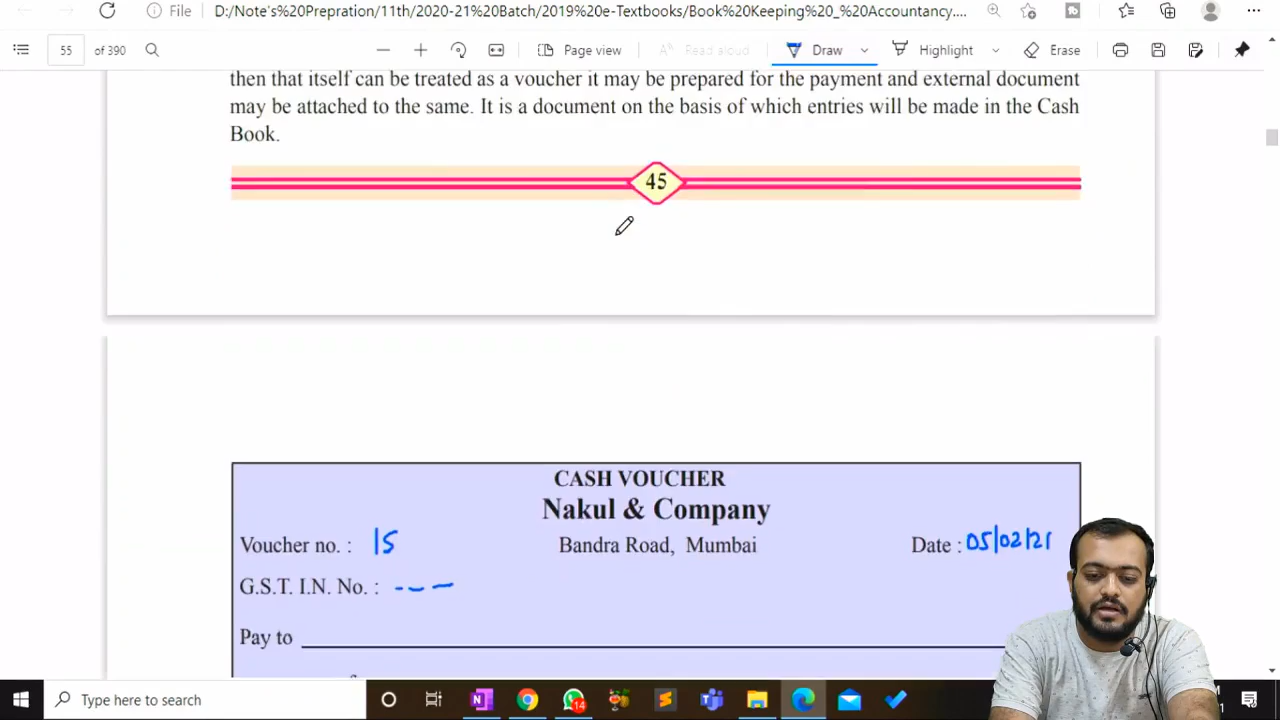 File
D:/Note's%20Prepration/11th/2020-21%20Batch/2019%20e-Textbooks/Book%20Keeping%20_%20Accountancy....
55 of 390
Page view
Read aloud
Draw
Highlight
Erase
then that itself can be treated as a voucher it may be prepared for the payment and external document
may be attached to the same. It is a document on the basis of which entries will be made in the Cash
Book.
45
CASH VOUCHER
Nakul & Company
Voucher no. : 15 Bandra Road, Mumbai Date : 05/02/21
G.S.T. I.N. No. : ---
Pay to
Type here to search
14